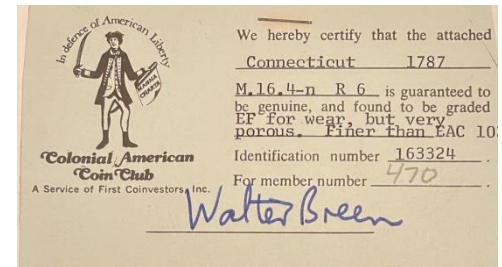 In defence of American Liberty
MAGNA
CHARTA
Colonial American
Coin Club
A Service of First Coinvestors, Inc.
We hereby certify that the attached
Connecticut 1787
M.16.4-n R 6 is guaranteed to
be genuine, and found to be graded
EF for wear, but very
porous. Finer than EAC 103
Identification number 163324.
For member number 470.
Walter Breen